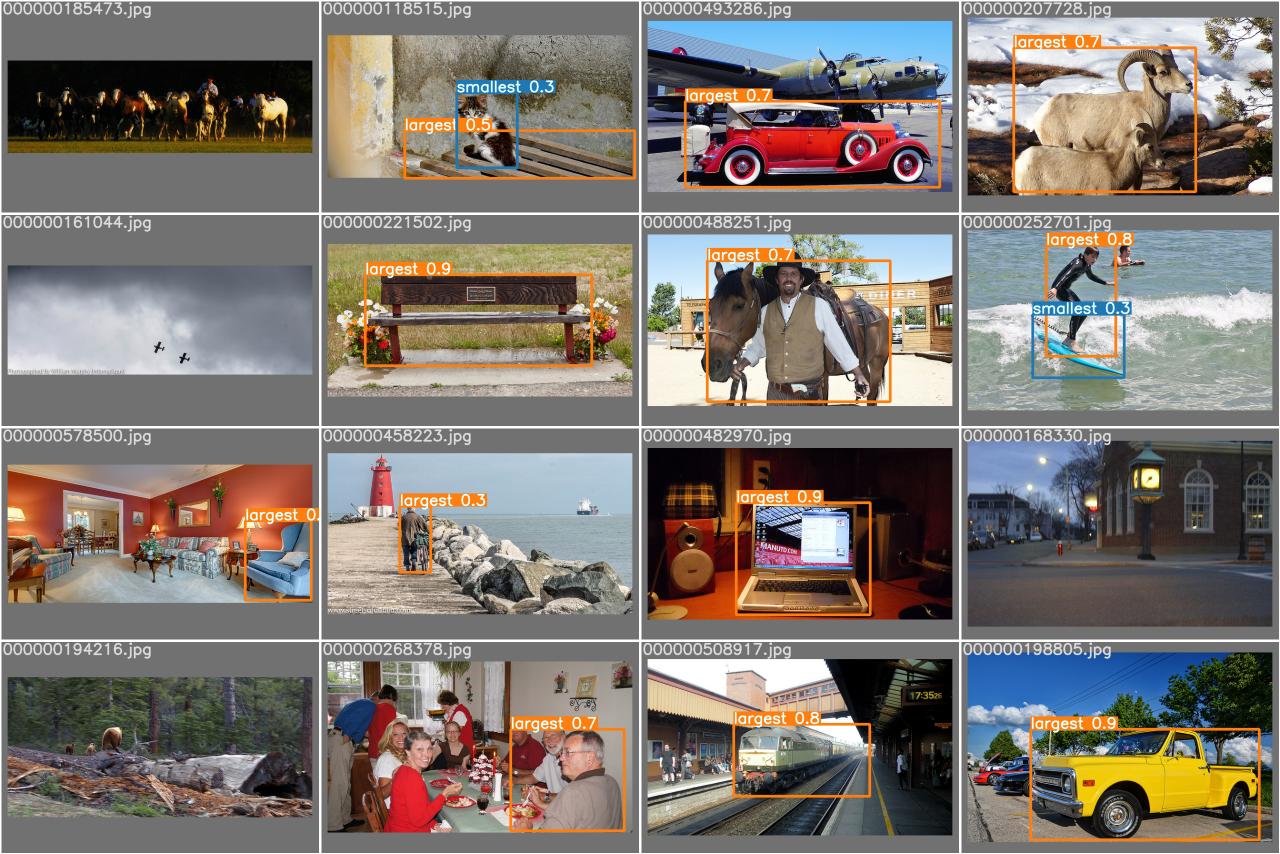 000000185473.jpg
000000118515.jpg
smallest 0.3
largest 0.5
000000493286.jpg
largest 0.7
000000207728.jpg
largest 0.7
000000161044.jpg
000000221502.jpg
largest 0.9
000000488251.jpg
largest 0.7
000000252701.jpg
largest 0.8
smallest 0.3
000000578500.jpg
largest 0.
000000458223.jpg
largest 0.3
000000482970.jpg
largest 0.9
MANUTD.COM
000000168330.jpg
000000194216.jpg
000000268378.jpg
largest 0.7
000000508917.jpg
largest 0.8
17:35
000000198805.jpg
largest 0.9